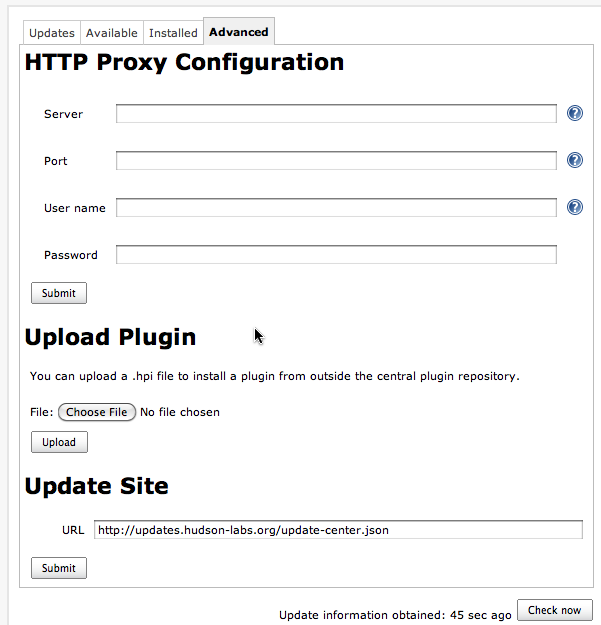 Updates Available Installed Advanced
HTTP Proxy Configuration
Server ?
Port ?
User name ?
Password
Submit
Upload Plugin
You can upload a .hpi file to install a plugin from outside the central plugin repository.
File: Choose File No file chosen
Upload
Update Site
URL http://updates.hudson-labs.org/update-center.json
Submit
Update information obtained: 45 sec ago Check now